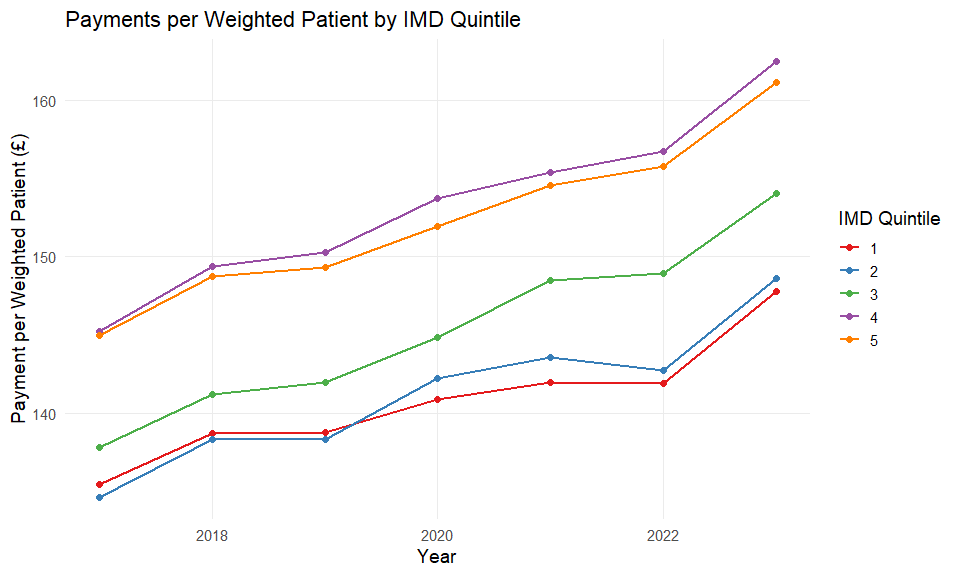 Payments per Weighted Patient by IMD Quintile
Payment per Weighted Patient (£)
160
150
140
2018
2020
2022
Year
IMD Quintile
1
2
3
4
5